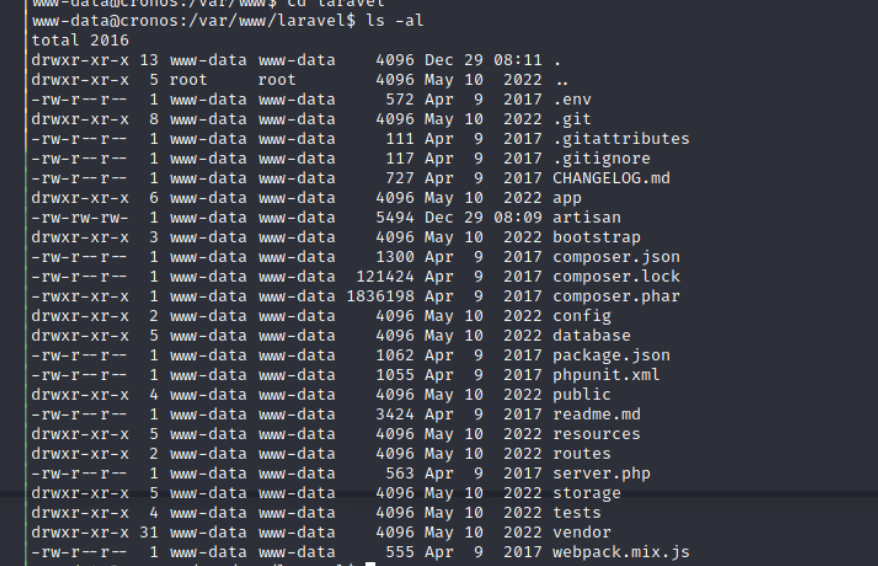 www-data@cronos:/var/www$ cd laravel
www-data@cronos:/var/www/laravel$ ls -al
total 2016
drwxr-xr-x 13 www-data www-data    4096 Dec 29 08:11 .
drwxr-xr-x  5 root     root        4096 May 10  2022 ..
-rw-r--r--  1 www-data www-data     572 Apr  9  2017 .env
drwxr-xr-x  8 www-data www-data    4096 May 10  2022 .git
-rw-r--r--  1 www-data www-data     111 Apr  9  2017 .gitattributes
-rw-r--r--  1 www-data www-data     117 Apr  9  2017 .gitignore
-rw-r--r--  1 www-data www-data     727 Apr  9  2017 CHANGELOG.md
drwxr-xr-x  6 www-data www-data    4096 May 10  2022 app
-rw-rw-rw-  1 www-data www-data    5494 Dec 29 08:09 artisan
drwxr-xr-x  3 www-data www-data    4096 May 10  2022 bootstrap
-rw-r--r--  1 www-data www-data    1300 Apr  9  2017 composer.json
-rw-r--r--  1 www-data www-data  121424 Apr  9  2017 composer.lock
-rwxr-xr-x  1 www-data www-data 1836198 Apr  9  2017 composer.phar
drwxr-xr-x  2 www-data www-data    4096 May 10  2022 config
drwxr-xr-x  5 www-data www-data    4096 May 10  2022 database
-rw-r--r--  1 www-data www-data    1062 Apr  9  2017 package.json
-rw-r--r--  1 www-data www-data    1055 Apr  9  2017 phpunit.xml
drwxr-xr-x  4 www-data www-data    4096 May 10  2022 public
-rw-r--r--  1 www-data www-data    3424 Apr  9  2017 readme.md
drwxr-xr-x  5 www-data www-data    4096 May 10  2022 resources
drwxr-xr-x  2 www-data www-data    4096 May 10  2022 routes
-rw-r--r--  1 www-data www-data     563 Apr  9  2017 server.php
drwxr-xr-x  5 www-data www-data    4096 May 10  2022 storage
drwxr-xr-x  4 www-data www-data    4096 May 10  2022 tests
drwxr-xr-x 31 www-data www-data    4096 May 10  2022 vendor
-rw-r--r--  1 www-data www-data     555 Apr  9  2017 webpack.mix.js